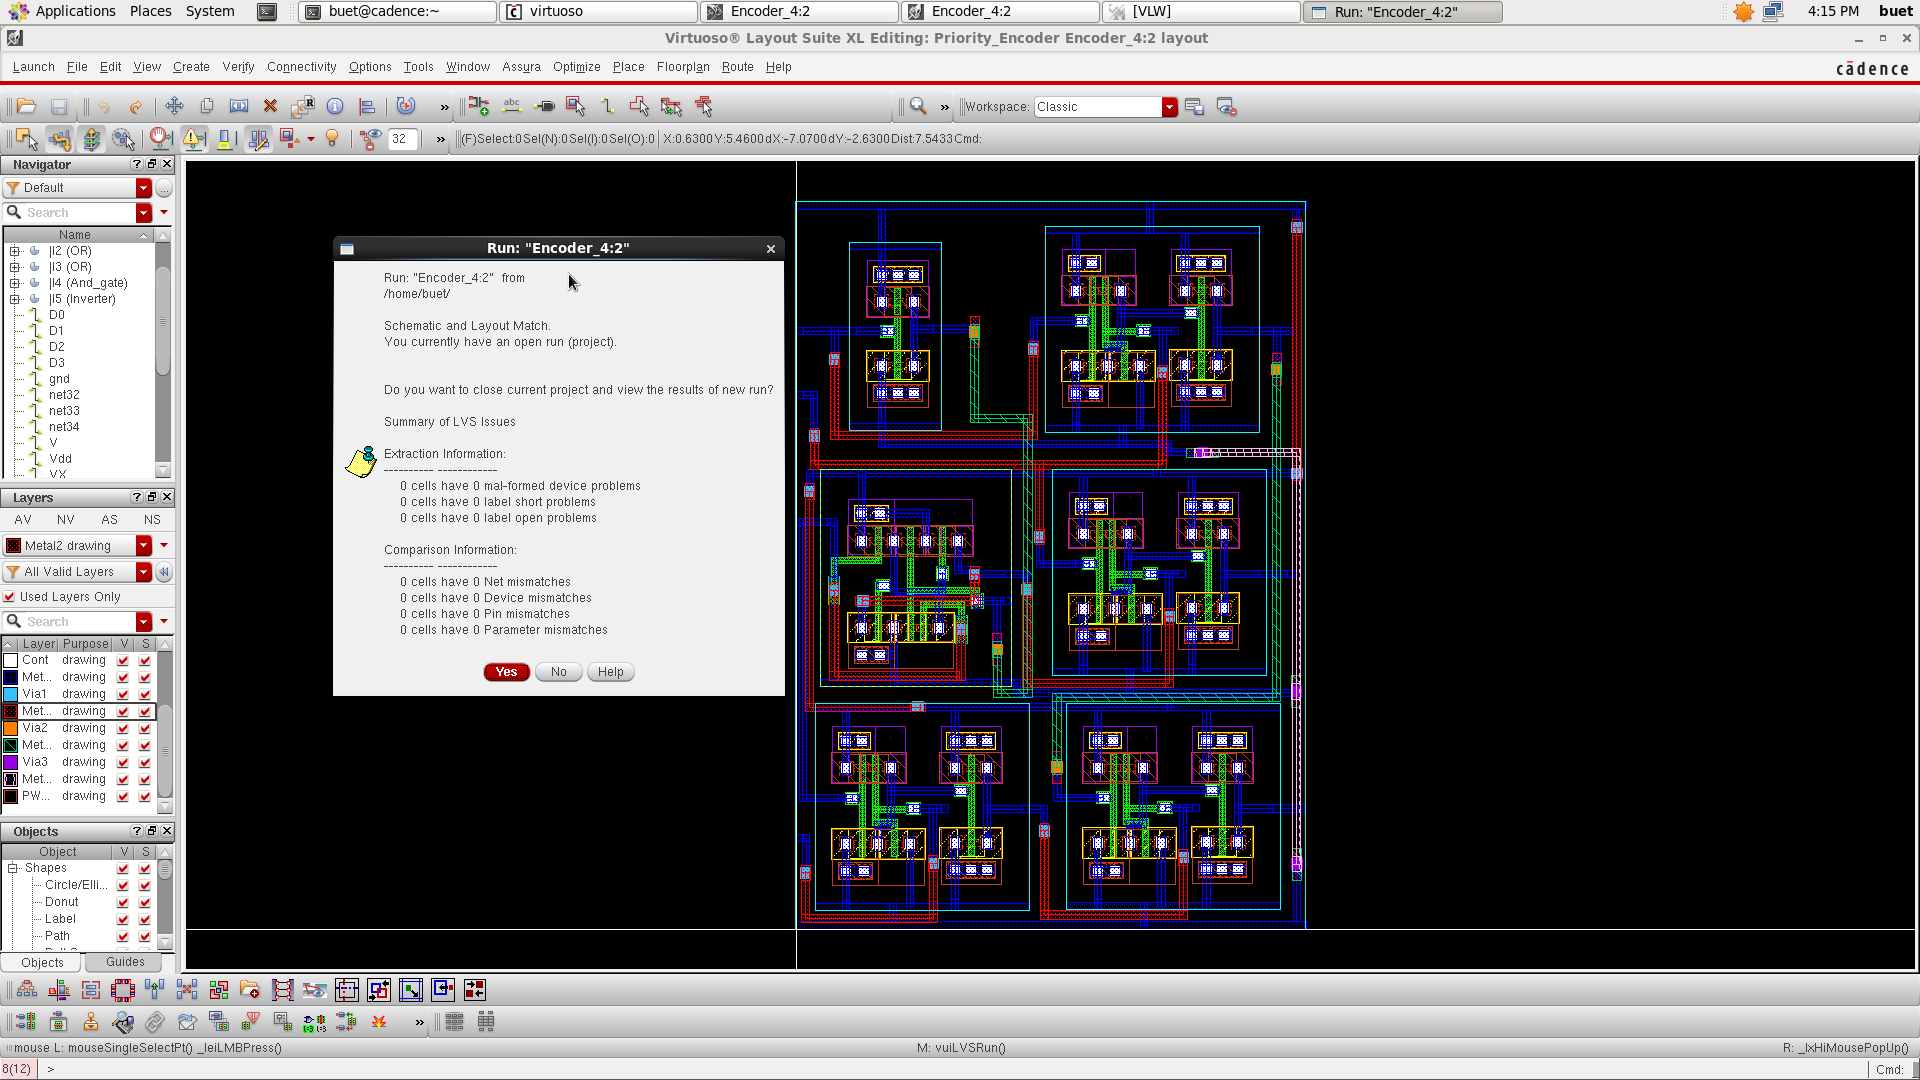 Applications Places System
buet@cadence:~
virtuoso
Encoder_4:2
Encoder_4:2
[VLW]
Run: "Encoder_4:2"
4:15 PM
buet
Virtuoso® Layout Suite XL Editing: Priority_Encoder Encoder_4:2 layout
Launch File Edit View Create Verify Connectivity Options Tools Window Assura Optimize Place Floorplan Route Help
cādence
»
abc
»
Workspace: Classic
32
»
(F)Select:0 Sel(N):0 Sel(I):0 Sel(O):0 X:0.6300 Y:5.4600 dX:-7.0700 dY:-2.6300 Dist:7.5433 Cmd:
Navigator
Default
Search
Name
|I2 (OR)
|I3 (OR)
|I4 (And_gate)
|I5 (Inverter)
D0
D1
D2
D3
gnd
net32
net33
net34
V
Vdd
VX
Layers
AV NV AS NS
Metal2 drawing
All Valid Layers
Used Layers Only
Search
Layer Purpose V S
Cont drawing
Met... drawing
Via1 drawing
Met... drawing
Via2 drawing
Met... drawing
Via3 drawing
Met... drawing
PW... drawing
Objects
Object V S
Shapes
Circle/Elli...
Donut
Label
Path
Objects Guides
Run: "Encoder_4:2"
Run: "Encoder_4:2" from
/home/buet/
Schematic and Layout Match.
You currently have an open run (project).
Do you want to close current project and view the results of new run?
Summary of LVS Issues
Extraction Information:
---------- ------------
0 cells have 0 mal-formed device problems
0 cells have 0 label short problems
0 cells have 0 label open problems
Comparison Information:
---------- ------------
0 cells have 0 Net mismatches
0 cells have 0 Device mismatches
0 cells have 0 Pin mismatches
0 cells have 0 Parameter mismatches
Yes No Help
»
mouse L: mouseSingleSelectPt() _leiLMBPress()
M: vuiLVSRun()
R: _lxHiMousePopUp()
8(12) >
Cmd: